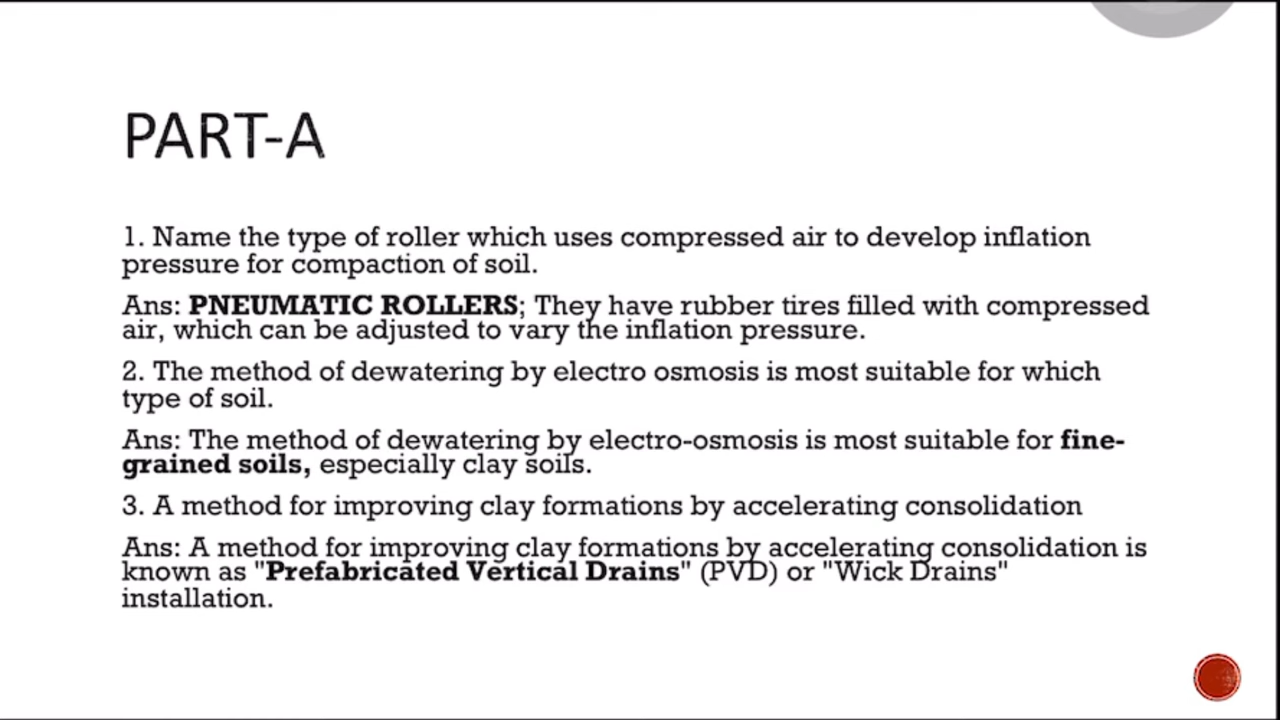 PART-A
1. Name the type of roller which uses compressed air to develop inflation
pressure for compaction of soil.
Ans: PNEUMATIC ROLLERS; They have rubber tires filled with compressed
air, which can be adjusted to vary the inflation pressure.
2. The method of dewatering by electro osmosis is most suitable for which
type of soil.
Ans: The method of dewatering by electro-osmosis is most suitable for fine-
grained soils, especially clay soils.
3. A method for improving clay formations by accelerating consolidation
Ans: A method for improving clay formations by accelerating consolidation is
known as "Prefabricated Vertical Drains" (PVD) or "Wick Drains"
installation.